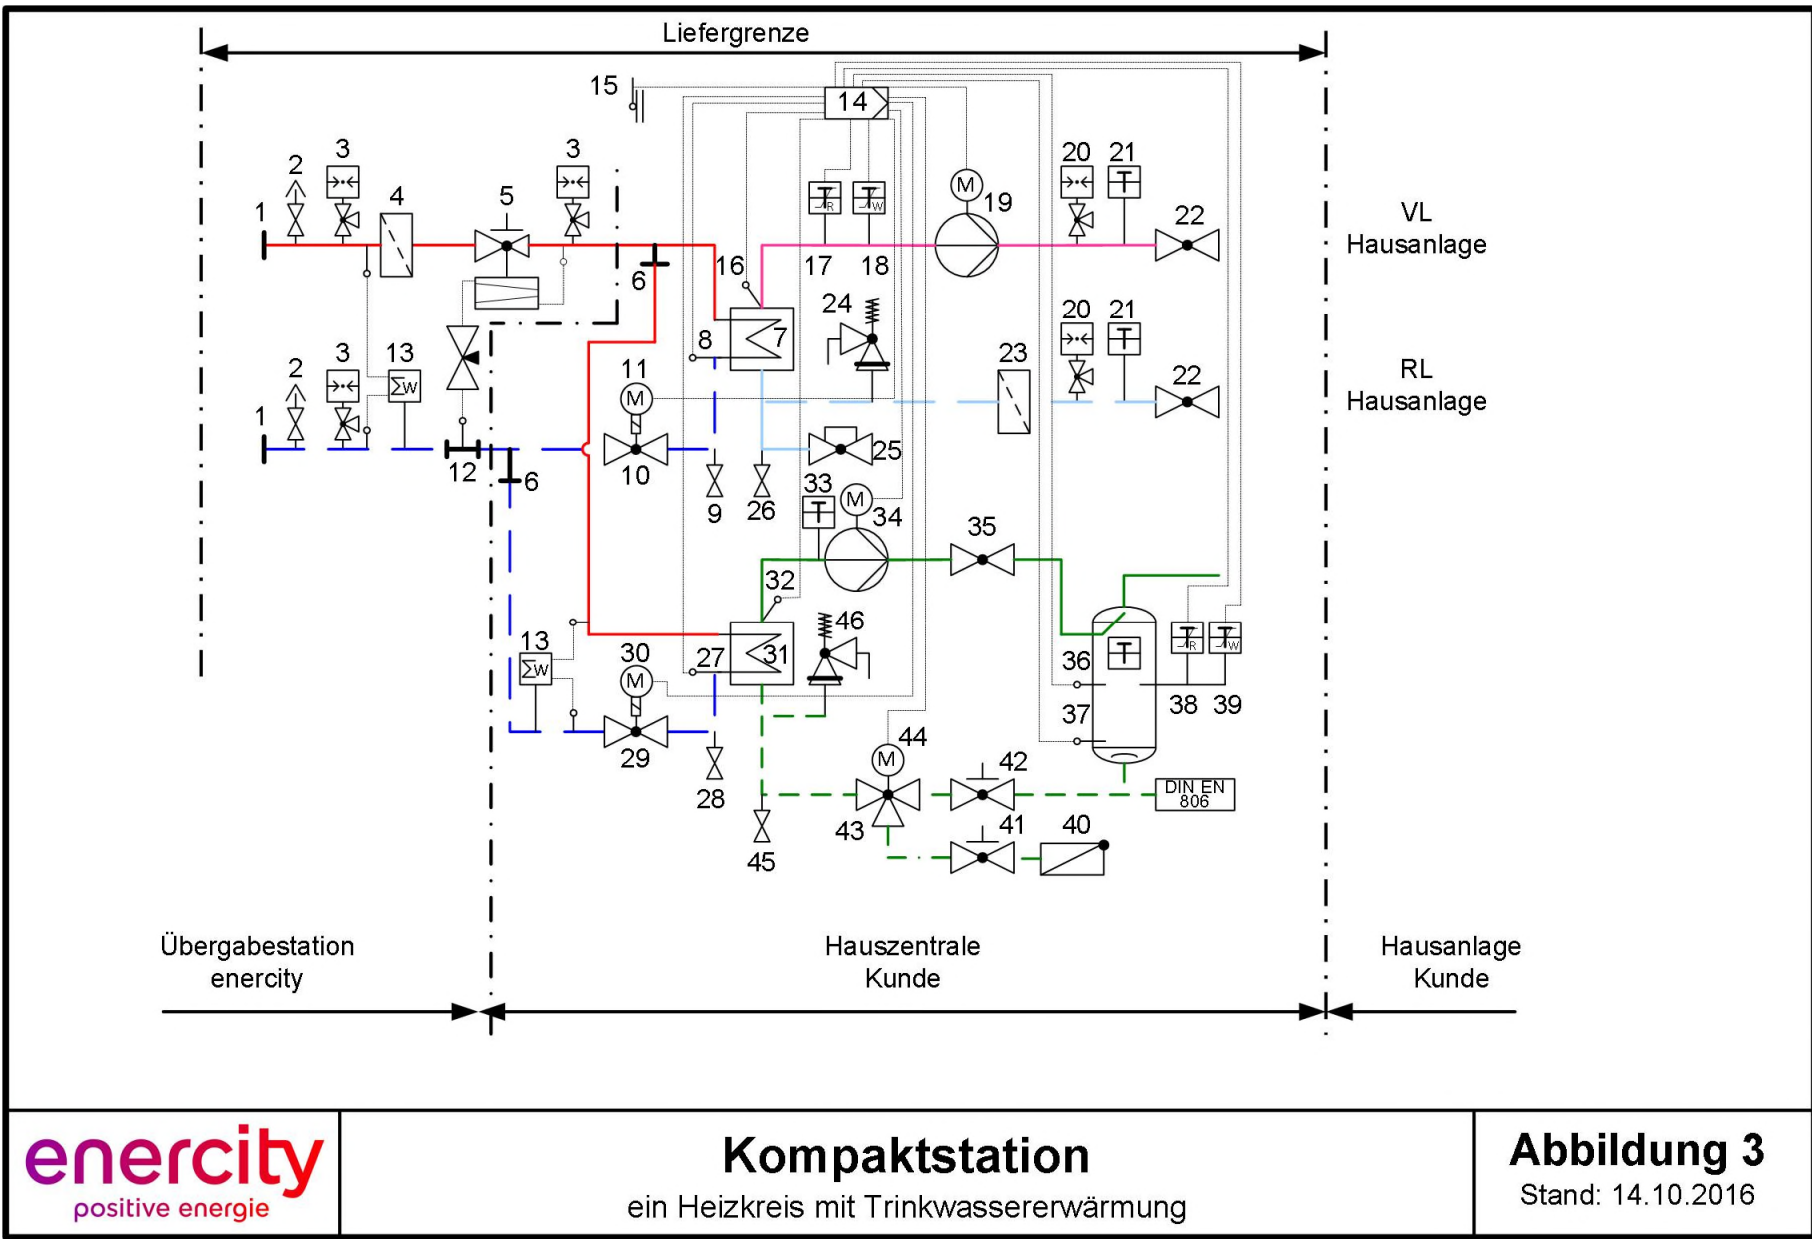 Liefergrenze
15
14
2
3
3
4
5
20
21
1
19
22
VL
Hausanlage
M
R
W
16
17
18
6
24
7
8
2
3
13
ΣW
11
M
23
20
21
22
RL
Hausanlage
1
12
6
10
9
26
25
33
M
34
35
32
46
13
ΣW
30
M
27
31
36
R
W
37
38
39
29
28
44
M
42
DIN EN
806
43
41
40
45
Übergabestation
enercity
Hauszentrale
Kunde
Hausanlage
Kunde
enercity
positive energie
Kompaktstation
ein Heizkreis mit Trinkwassererwärmung
Abbildung 3
Stand: 14.10.2016